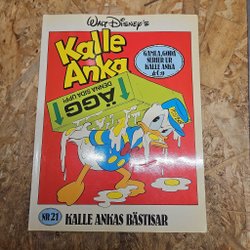 WALT DISNEY'S
Kalle
Anka
GAMLA, GODA
SERIER UR
KALLE ANKA
& C:o
DENNA SIDA UPP!
ÄGG
NR 21
KALLE ANKAS BÄSTISAR